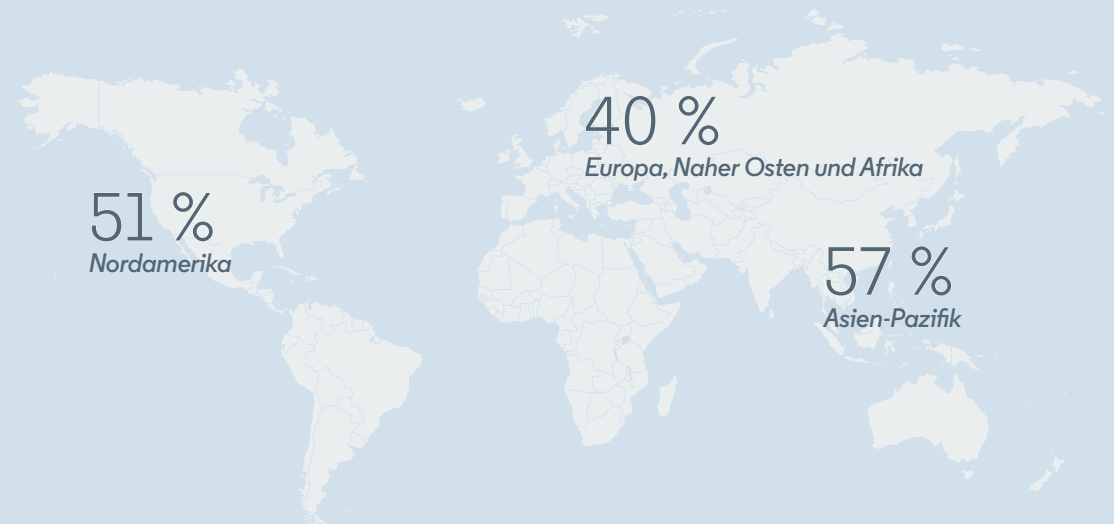 40 %
Europa, Naher Osten und Afrika
51 %
Nordamerika
57 %
Asien-Pazifik